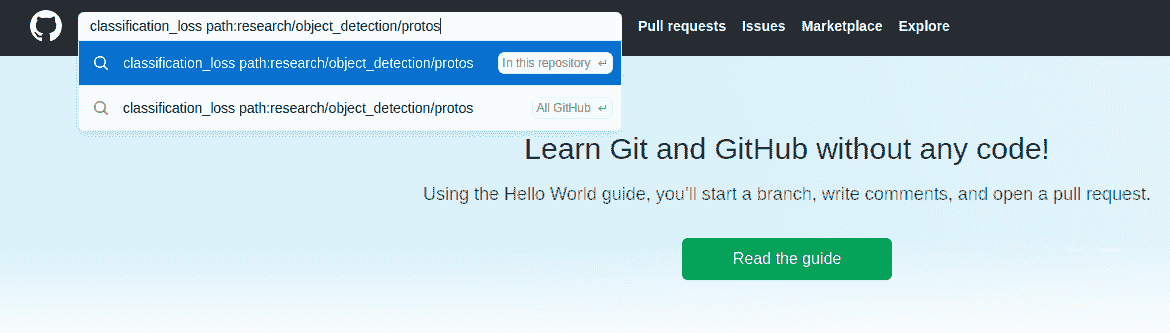 classification_loss path:research/object_detection/protos Pull requests Issues Marketplace Explore
classification_loss path:research/object_detection/protos In this repository ↵
classification_loss path:research/object_detection/protos All GitHub ↵
Learn Git and GitHub without any code!
Using the Hello World guide, you'll start a branch, write comments, and open a pull request.
Read the guide